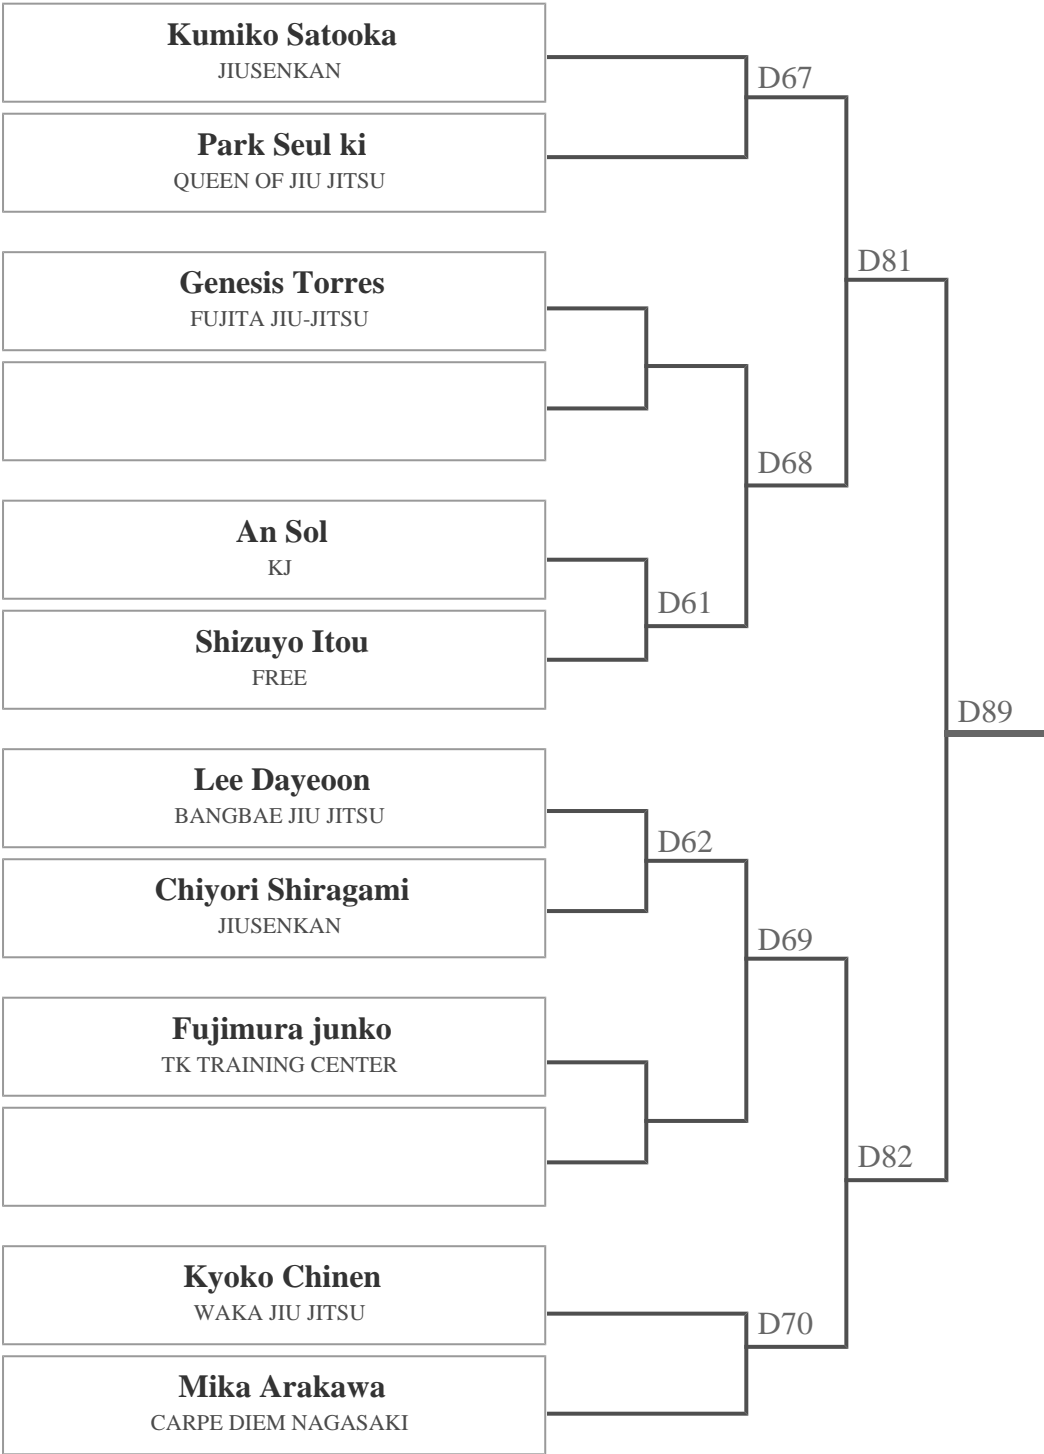 Kumiko Satooka
JIUSENKAN
D67
Park Seul ki
QUEEN OF JIU JITSU
Genesis Torres
FUJITA JIU-JITSU
D81
D68
An Sol
KJ
D61
Shizuyo Itou
FREE
D89
Lee Dayeoon
BANGBAE JIU JITSU
D62
Chiyori Shiragami
JIUSENKAN
D69
Fujimura junko
TK TRAINING CENTER
D82
Kyoko Chinen
WAKA JIU JITSU
D70
Mika Arakawa
CARPE DIEM NAGASAKI